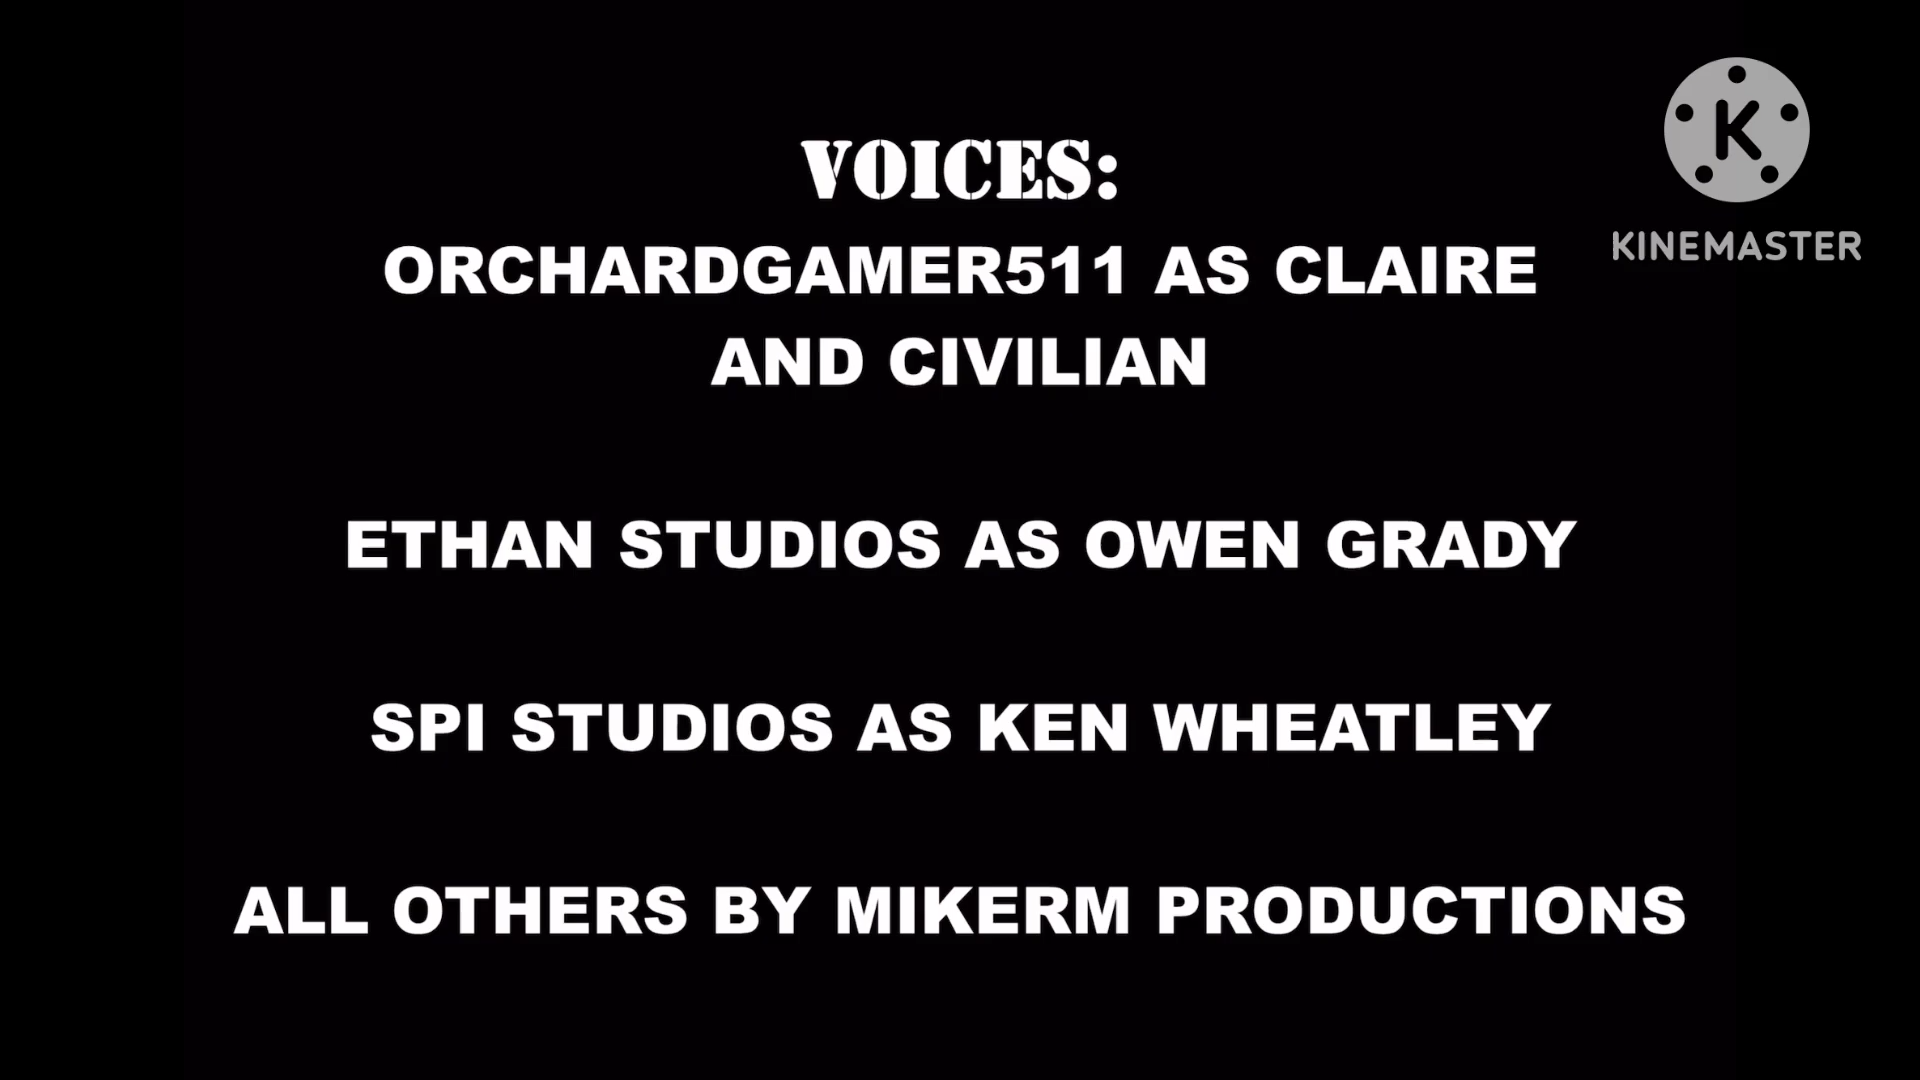 VOICES:
K
KINEMASTER
ORCHARDGAMER511 AS CLAIRE
AND CIVILIAN
ETHAN STUDIOS AS OWEN GRADY
SPI STUDIOS AS KEN WHEATLEY
ALL OTHERS BY MIKERM PRODUCTIONS